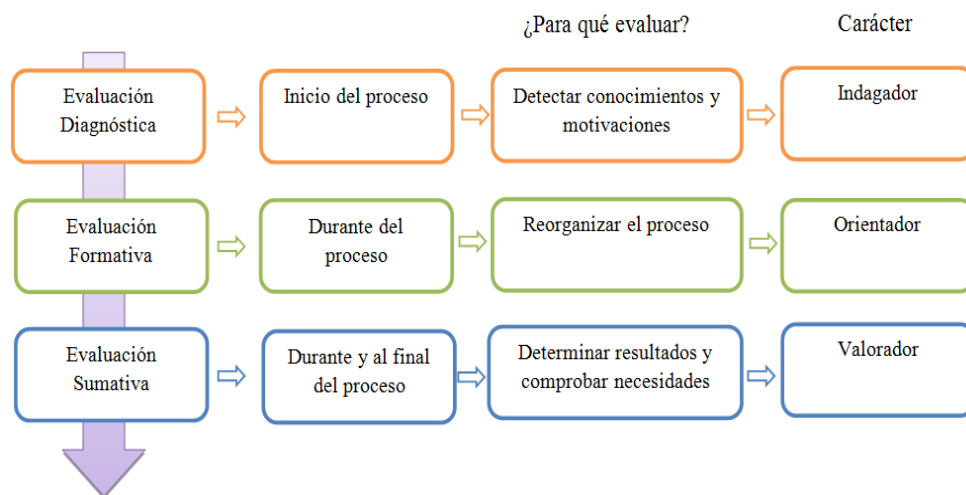 ¿Para qué evaluar?
Carácter
Evaluación
Diagnóstica
Inicio del proceso
Detectar conocimientos y
motivaciones
Indagador
Evaluación
Formativa
Durante del
proceso
Reorganizar el proceso
Orientador
Evaluación
Sumativa
Durante y al final
del proceso
Determinar resultados y
comprobar necesidades
Valorador